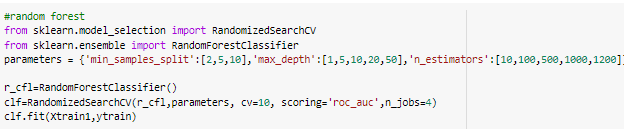 #random forest
from sklearn.model_selection import RandomizedSearchCV
from sklearn.ensemble import RandomForestClassifier
parameters = {'min_samples_split':[2,5,10],'max_depth':[1,5,10,20,50],'n_estimators':[10,100,500,1000,1200]}
r_cfl=RandomForestClassifier()
clf=RandomizedSearchCV(r_cfl,parameters, cv=10, scoring='roc_auc',n_jobs=4)
clf.fit(Xtrain1,ytrain)